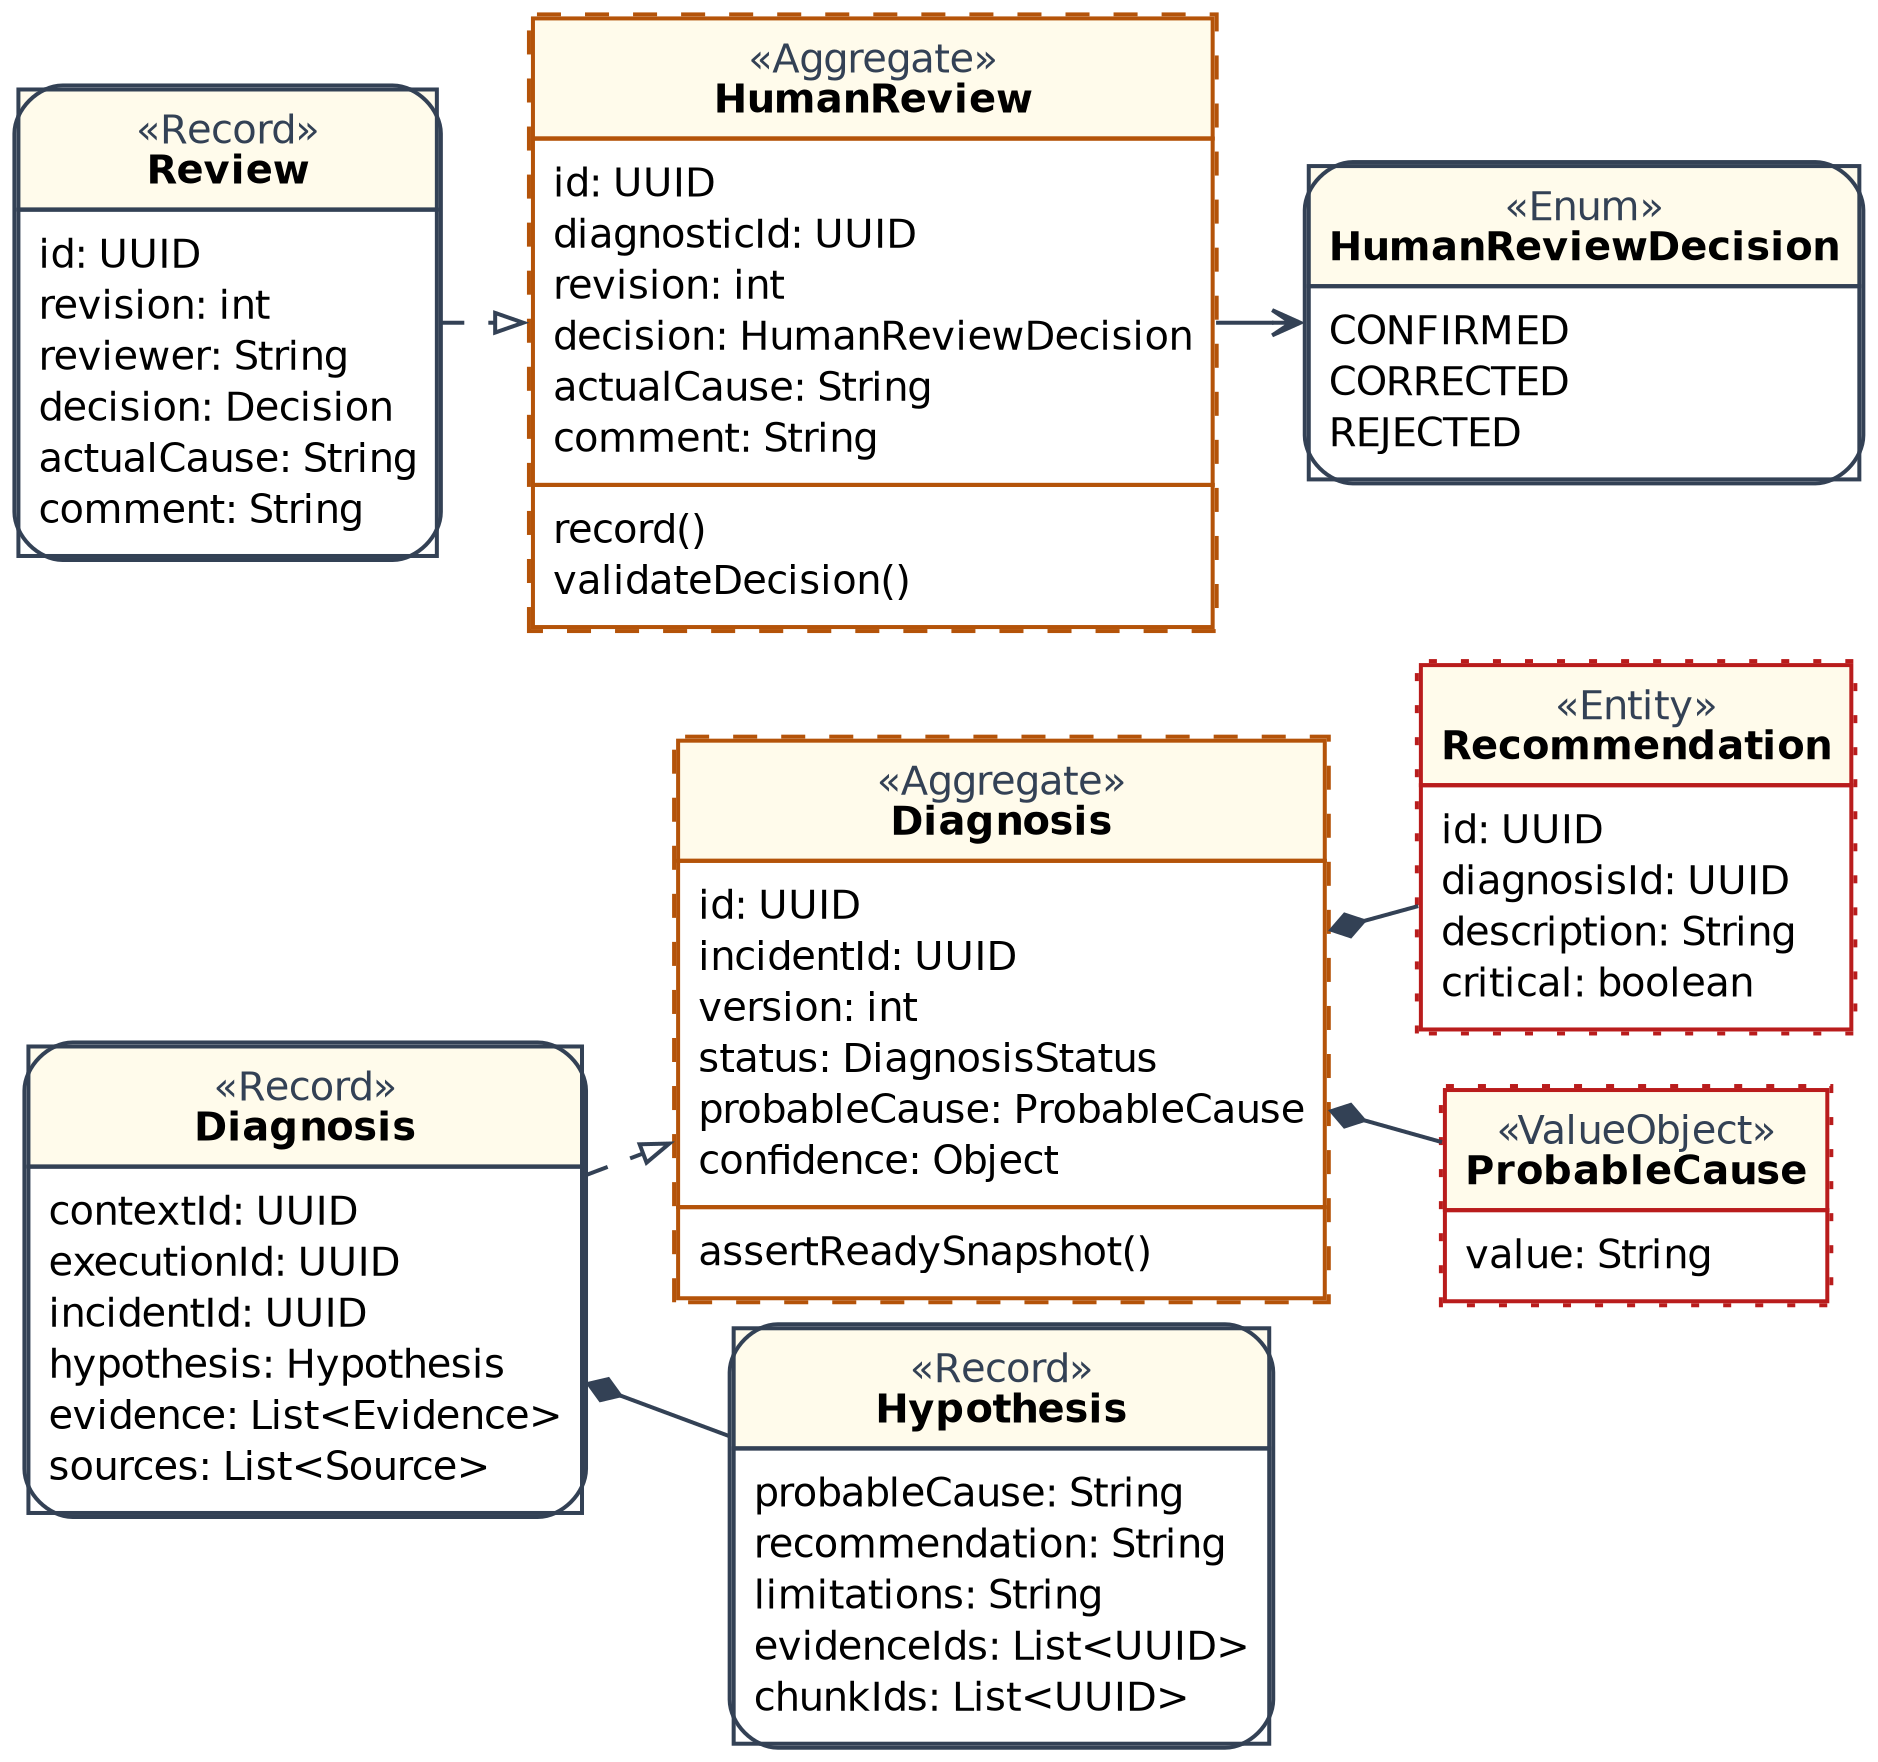 «Record»
Review
id: UUID
revision: int
reviewer: String
decision: Decision
actualCause: String
comment: String
«Aggregate»
HumanReview
id: UUID
diagnosticId: UUID
revision: int
decision: HumanReviewDecision
actualCause: String
comment: String
record()
validateDecision()
«Enum»
HumanReviewDecision
CONFIRMED
CORRECTED
REJECTED
«Record»
Diagnosis
contextId: UUID
executionId: UUID
incidentId: UUID
hypothesis: Hypothesis
evidence: List<Evidence>
sources: List<Source>
«Aggregate»
Diagnosis
id: UUID
incidentId: UUID
version: int
status: DiagnosisStatus
probableCause: ProbableCause
confidence: Object
assertReadySnapshot()
«Entity»
Recommendation
id: UUID
diagnosisId: UUID
description: String
critical: boolean
«ValueObject»
ProbableCause
value: String
«Record»
Hypothesis
probableCause: String
recommendation: String
limitations: String
evidenceIds: List<UUID>
chunkIds: List<UUID>